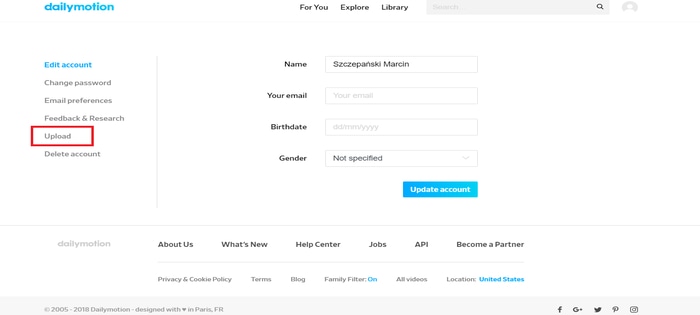 dailymotion For You Explore Library Search
Edit account
Change password
Email preferences
Feedback & Research
Upload
Delete account
Name Szczepański Marcin
Your email Your email
Birthdate dd/mm/yyyy
Gender Not specified
Update account
dailymotion About Us What's New Help Center Jobs API Become a Partner
Privacy & Cookie Policy Terms Blog Family Filter: On All videos Location: United States
© 2005 - 2018 Dailymotion - designed with ♥ in Paris, FR